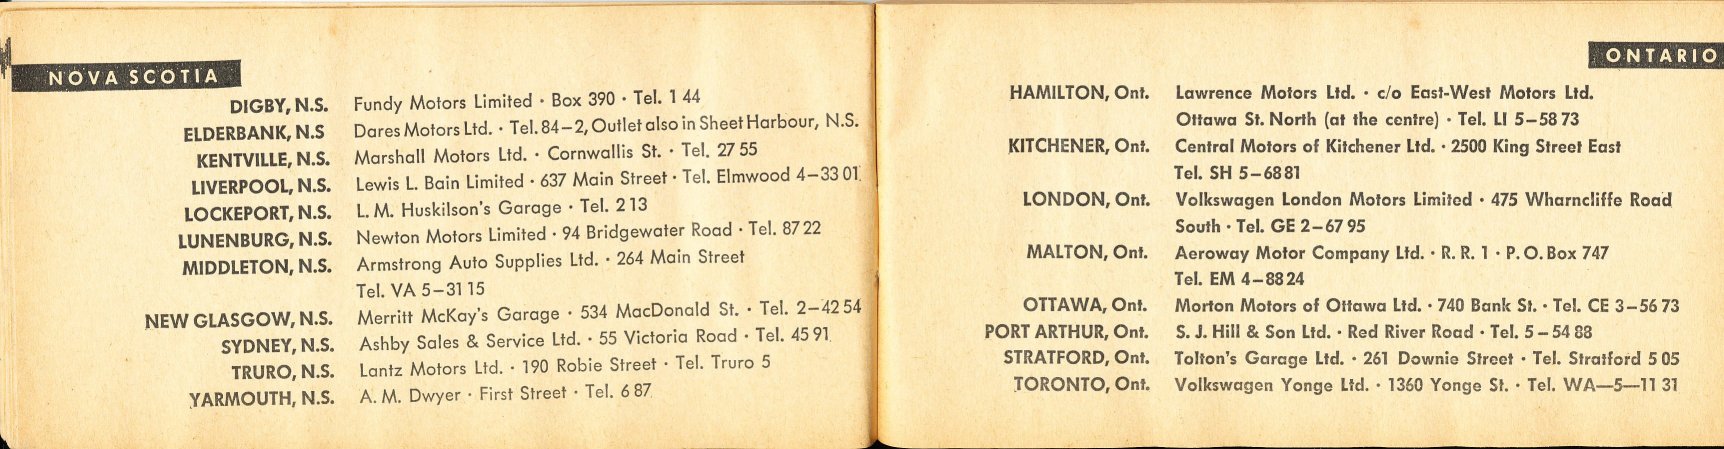 NOVA SCOTIA
DIGBY, N.S. Fundy Motors Limited · Box 390 · Tel. 1 44
ELDERBANK, N.S Dares Motors Ltd. · Tel. 84–2, Outlet also in Sheet Harbour, N.S.
KENTVILLE, N.S. Marshall Motors Ltd. · Cornwallis St. · Tel. 27 55
LIVERPOOL, N.S. Lewis L. Bain Limited · 637 Main Street · Tel. Elmwood 4–33 01
LOCKEPORT, N.S. L. M. Huskilson's Garage · Tel. 2 13
LUNENBURG, N.S. Newton Motors Limited · 94 Bridgewater Road · Tel. 87 22
MIDDLETON, N.S. Armstrong Auto Supplies Ltd. · 264 Main Street
Tel. VA 5–31 15
NEW GLASGOW, N.S. Merritt McKay's Garage · 534 MacDonald St. · Tel. 2–42 54
SYDNEY, N.S. Ashby Sales & Service Ltd. · 55 Victoria Road · Tel. 45 91
TRURO, N.S. Lantz Motors Ltd. · 190 Robie Street · Tel. Truro 5
YARMOUTH, N.S. A. M. Dwyer · First Street · Tel. 6 87
ONTARIO
HAMILTON, Ont. Lawrence Motors Ltd. · c/o East-West Motors Ltd.
Ottawa St. North (at the centre) · Tel. LI 5–58 73
KITCHENER, Ont. Central Motors of Kitchener Ltd. · 2500 King Street East
Tel. SH 5–68 81
LONDON, Ont. Volkswagen London Motors Limited · 475 Wharncliffe Road
South · Tel. GE 2–67 95
MALTON, Ont. Aeroway Motor Company Ltd. · R. R. 1 · P. O. Box 747
Tel. EM 4–88 24
OTTAWA, Ont. Morton Motors of Ottawa Ltd. · 740 Bank St. · Tel. CE 3–56 73
PORT ARTHUR, Ont. S. J. Hill & Son Ltd. · Red River Road · Tel. 5–54 88
STRATFORD, Ont. Tolton's Garage Ltd. · 261 Downie Street · Tel. Stratford 5 05
TORONTO, Ont. Volkswagen Yonge Ltd. · 1360 Yonge St. · Tel. WA—5—11 31